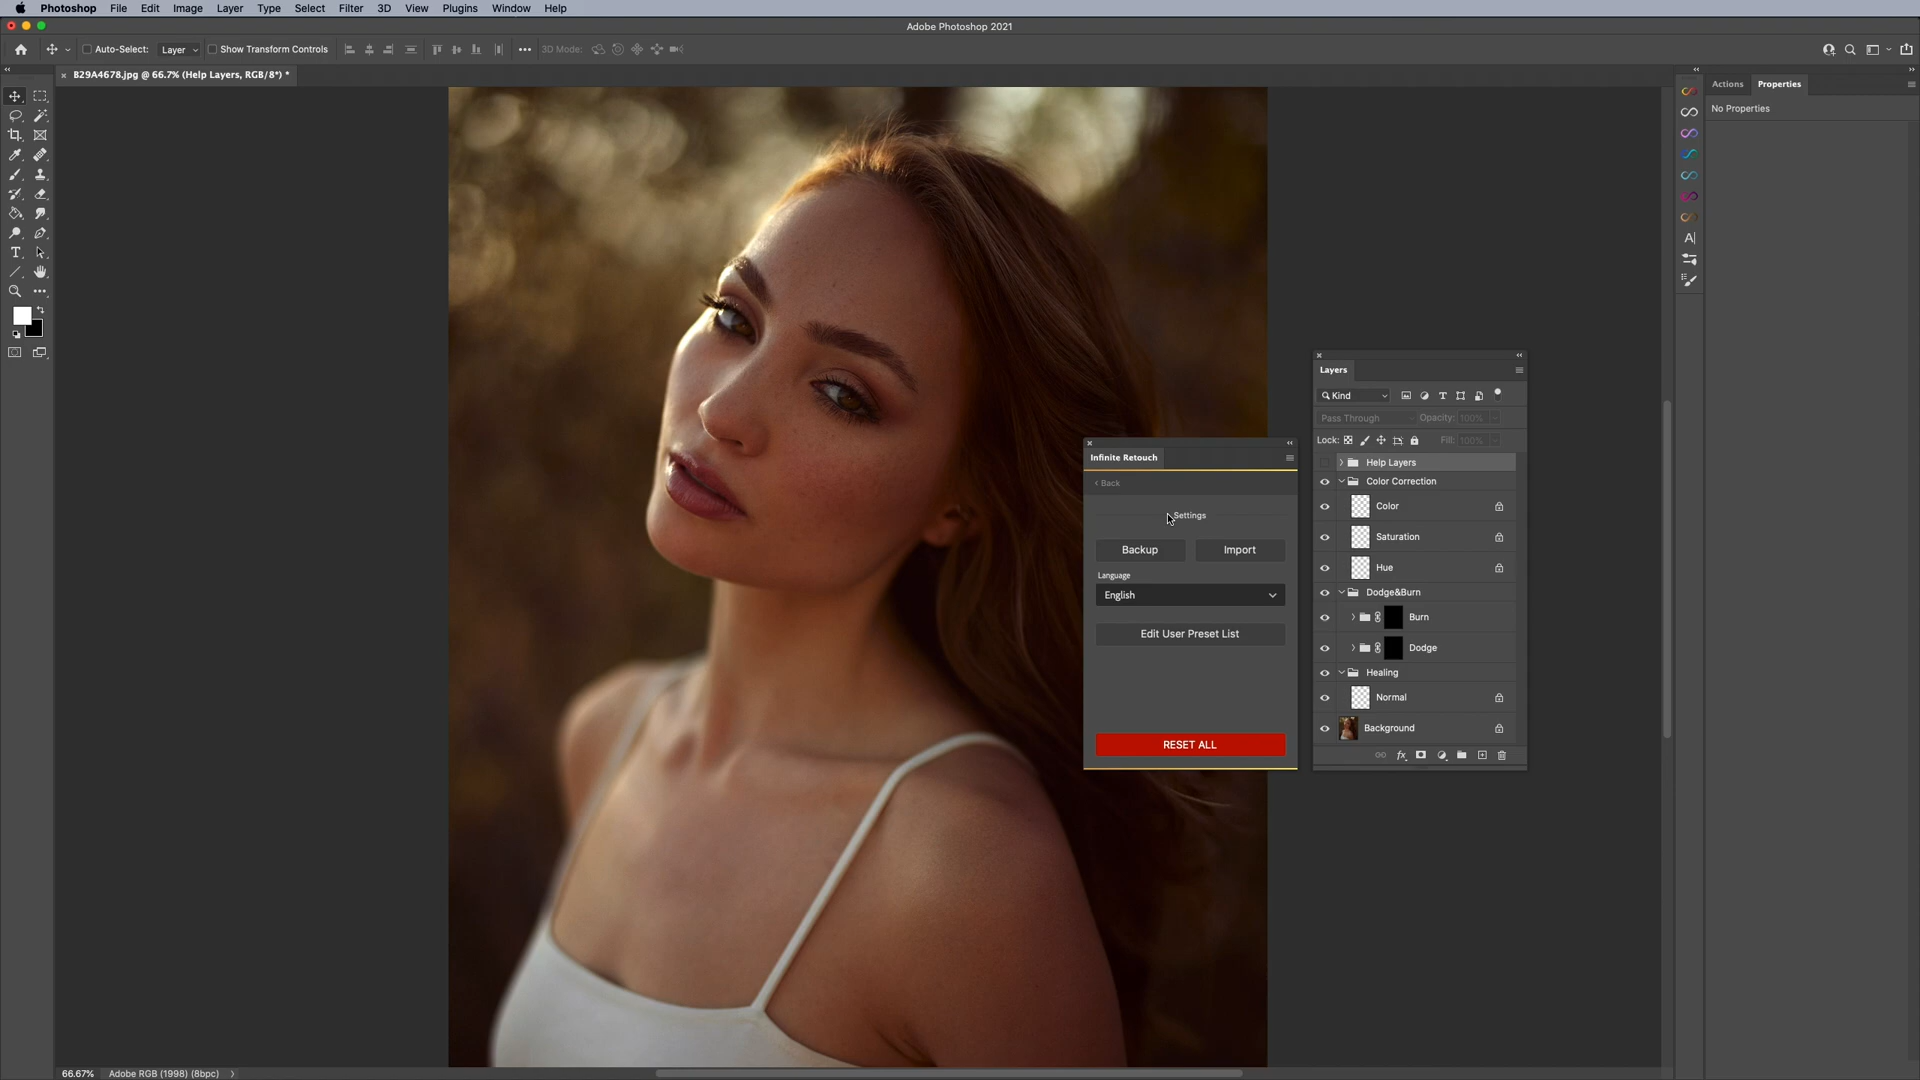 Photoshop File Edit Image Layer Type Select Filter 3D View Plugins Window Help
Adobe Photoshop 2021
Auto-Select: Layer Show Transform Controls 3D Mode:
B29A4678.jpg @ 66.7% (Help Layers, RGB/8*) *
Actions Properties
No Properties
Layers
Kind
Pass Through Opacity: 100%
Lock: Fill: 100%
Help Layers
Color Correction
Color
Saturation
Hue
Dodge&Burn
Burn
Dodge
Healing
Normal
Background
Infinite Retouch
< Back
Settings
Backup Import
Language
English
Edit User Preset List
RESET ALL
66.67% Adobe RGB (1998) (8bpc)